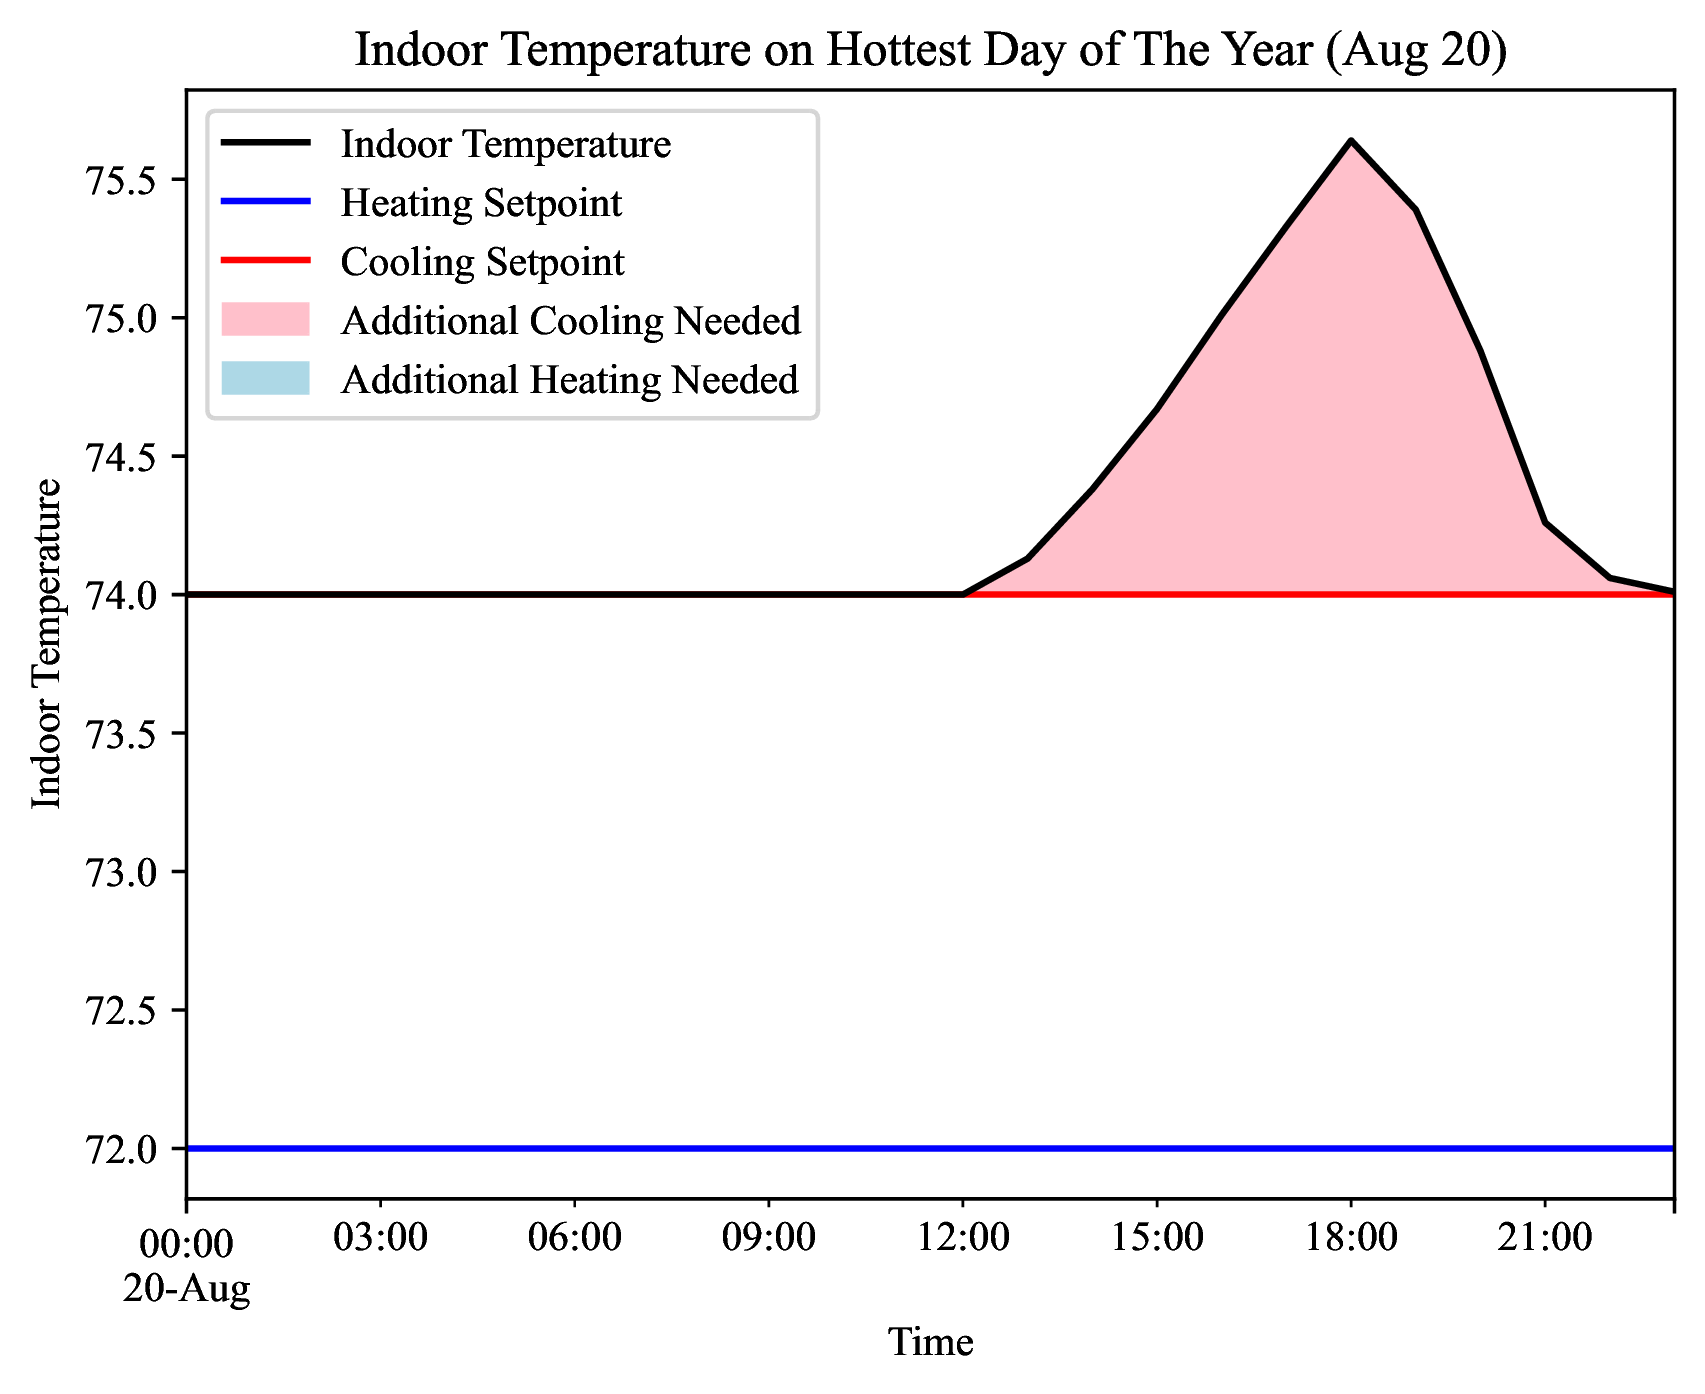 Indoor Temperature on Hottest Day of The Year (Aug 20)
Indoor Temperature
Heating Setpoint
Cooling Setpoint
Additional Cooling Needed
Additional Heating Needed
Indoor Temperature
75.5
75.0
74.5
74.0
73.5
73.0
72.5
72.0
00:00 03:00 06:00 09:00 12:00 15:00 18:00 21:00
20-Aug
Time